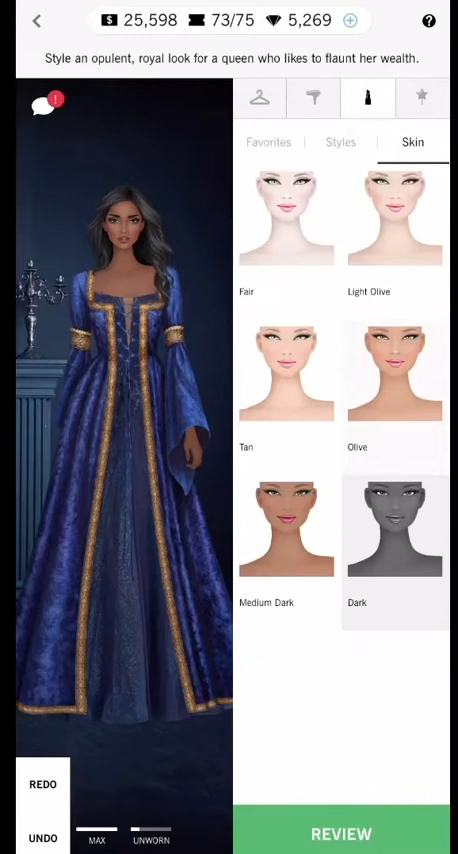 $ 25,598 73/75 5,269 + ?
Style an opulent, royal look for a queen who likes to flaunt her wealth.
!
Favorites Styles Skin
Fair Light Olive
Tan Olive
Medium Dark Dark
REDO
UNDO
MAX UNWORN
REVIEW